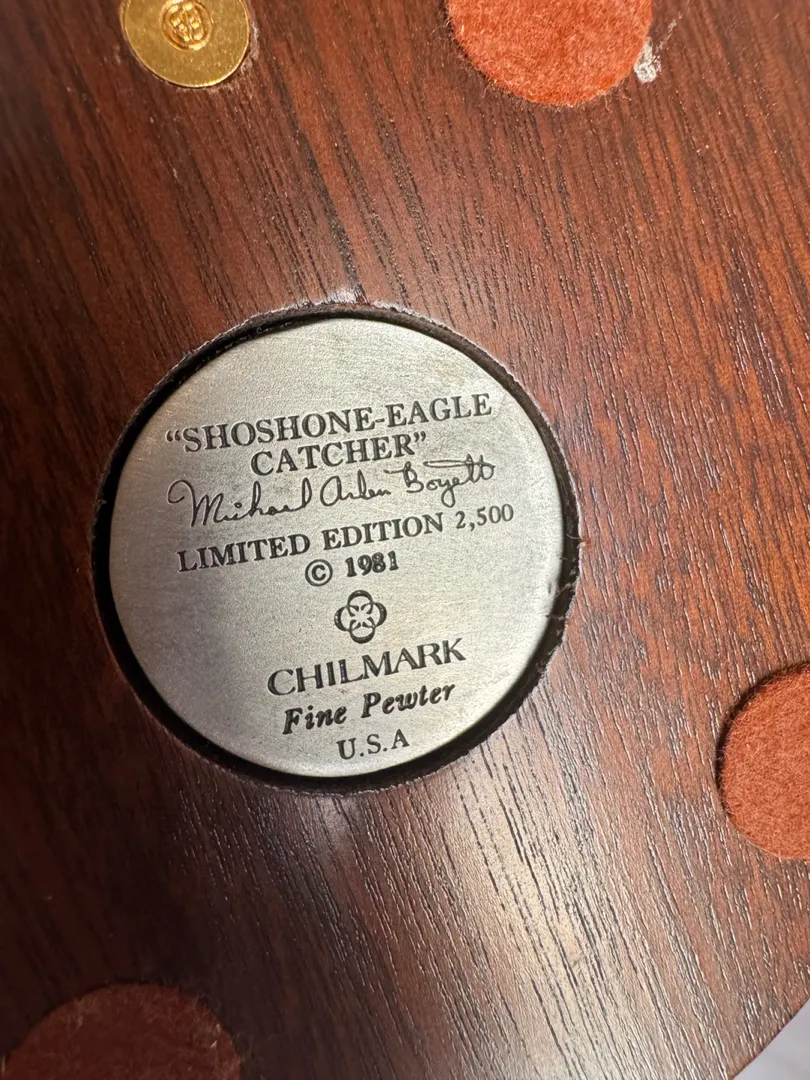 “SHOSHONE-EAGLE
CATCHER”
Michael Arlen Boyett
LIMITED EDITION 2,500
© 1981
CHILMARK
Fine Pewter
U.S.A